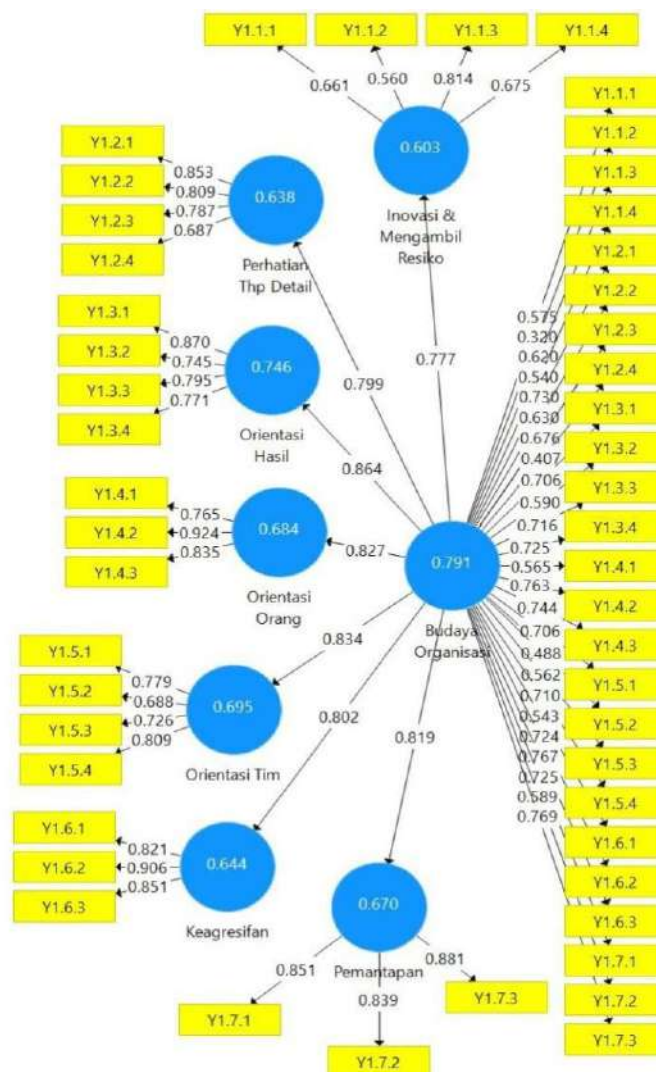 Y1.1.1
Y1.1.2
Y1.1.3
Y1.1.4
0.661
0.560
0.814
0.675
0.603
Inovasi &
Mengambil
Resiko
Y1.2.1
Y1.2.2
Y1.2.3
Y1.2.4
0.853
0.809
0.787
0.687
0.638
Perhatian
Thp Detail
Y1.3.1
Y1.3.2
Y1.3.3
Y1.3.4
0.870
0.745
0.795
0.771
0.746
Orientasi
Hasil
Y1.4.1
Y1.4.2
Y1.4.3
0.765
0.924
0.835
0.684
Orientasi
Orang
Y1.5.1
Y1.5.2
Y1.5.3
Y1.5.4
0.779
0.688
0.726
0.809
0.695
Orientasi Tim
Y1.6.1
Y1.6.2
Y1.6.3
0.821
0.906
0.851
0.644
Keagresifan
0.670
Pemantapan
0.851
0.839
0.881
Y1.7.1
Y1.7.2
Y1.7.3
0.777
0.799
0.864
0.827
0.834
0.802
0.819
0.791
Budaya
Organisasi
0.575
0.320
0.620
0.540
0.730
0.630
0.676
0.407
0.706
0.590
0.716
0.725
0.565
0.763
0.744
0.706
0.488
0.562
0.710
0.543
0.724
0.767
0.725
0.589
0.769
Y1.1.1
Y1.1.2
Y1.1.3
Y1.1.4
Y1.2.1
Y1.2.2
Y1.2.3
Y1.2.4
Y1.3.1
Y1.3.2
Y1.3.3
Y1.3.4
Y1.4.1
Y1.4.2
Y1.4.3
Y1.5.1
Y1.5.2
Y1.5.3
Y1.5.4
Y1.6.1
Y1.6.2
Y1.6.3
Y1.7.1
Y1.7.2
Y1.7.3